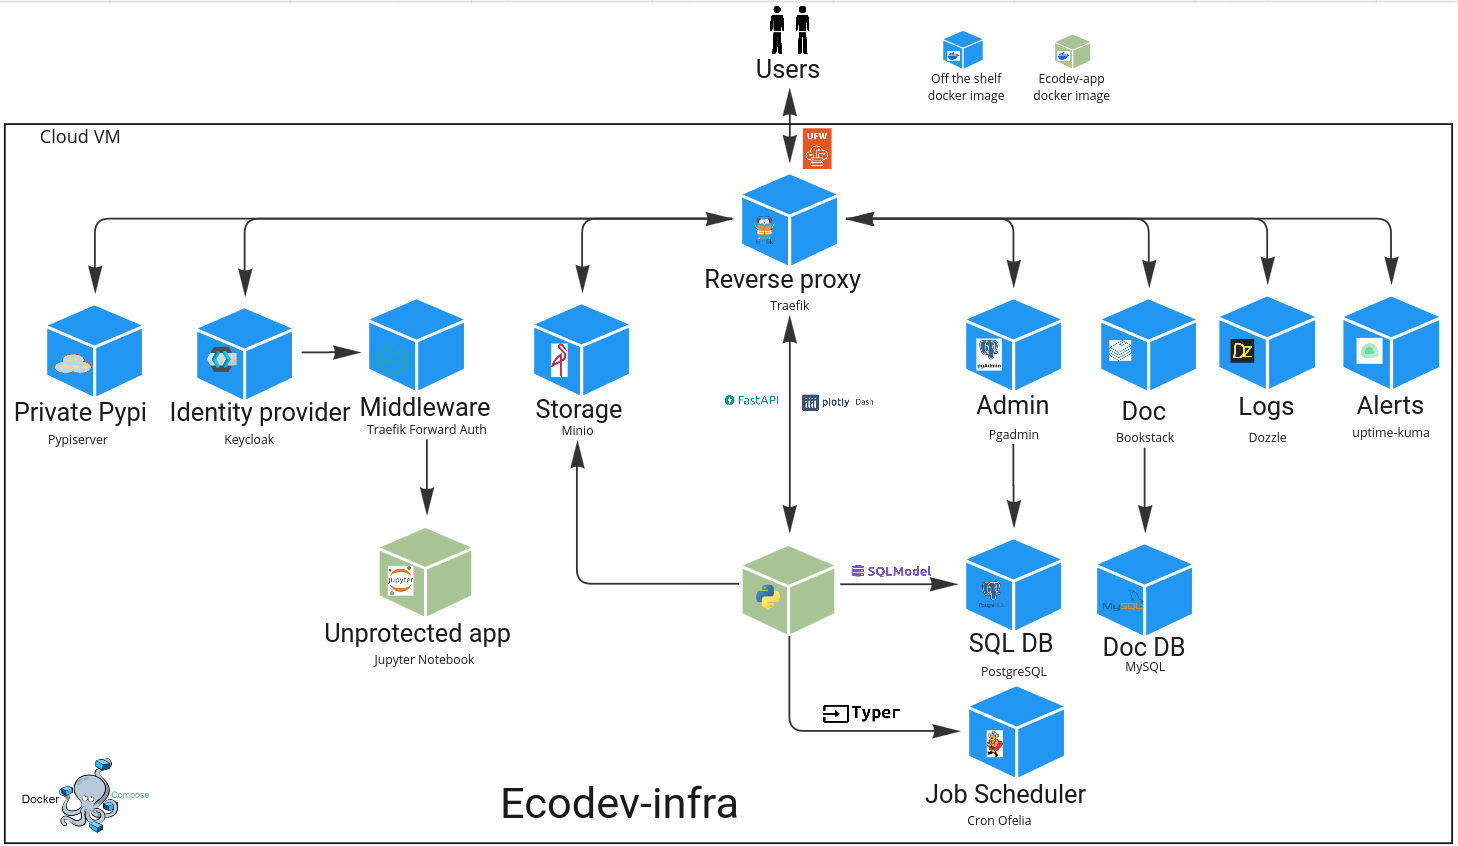 Users
Off the shelf
docker image
Ecodev-app
docker image
Cloud VM
UFW
Reverse proxy
Traefik
Private Pypi
Pypiserver
Identity provider
Keycloak
Middleware
Traefik Forward Auth
Storage
Minio
FastAPI
plotly Dash
pgAdmin
Admin
Pgadmin
Doc
Bookstack
DZ
Logs
Dozzle
Alerts
uptime-kuma
jupyter
Unprotected app
Jupyter Notebook
SQLModel
PostgreSQL
SQL DB
PostgreSQL
MySQL
Doc DB
MySQL
Typer
Job Scheduler
Cron Ofelia
Docker
Compose
Ecodev-infra